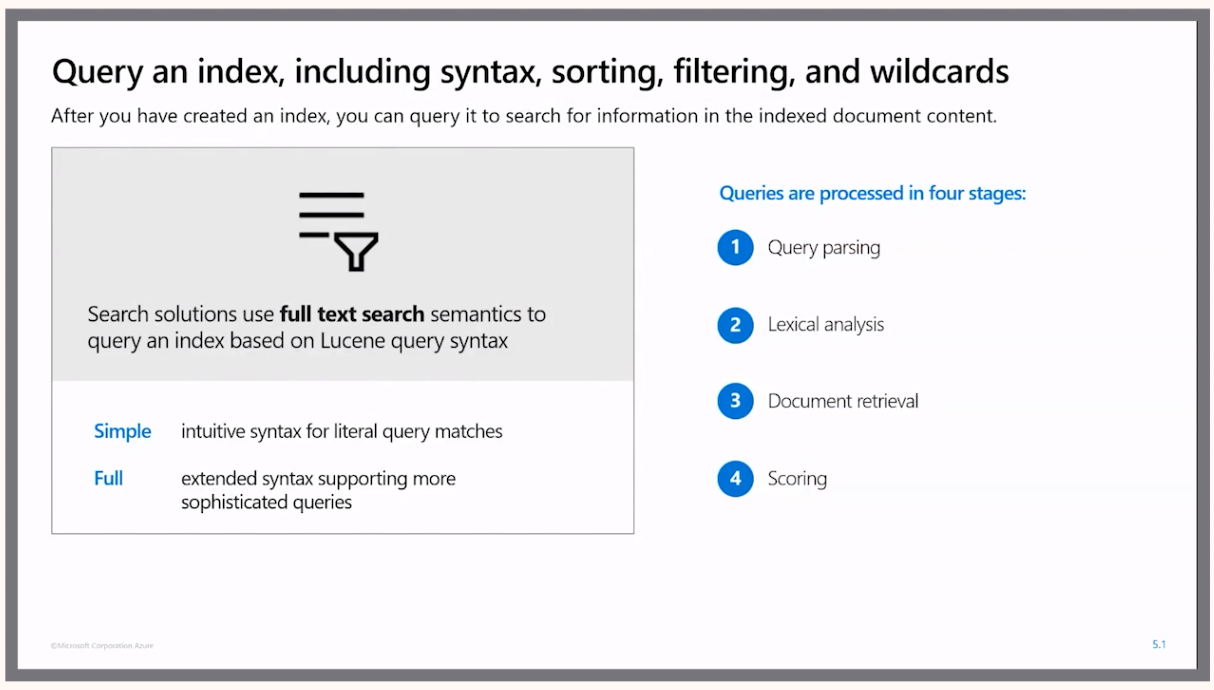 Query an index, including syntax, sorting, filtering, and wildcards
After you have created an index, you can query it to search for information in the indexed document content.
Search solutions use full text search semantics to
query an index based on Lucene query syntax
Simple intuitive syntax for literal query matches
Full extended syntax supporting more
sophisticated queries
Queries are processed in four stages:
1 Query parsing
2 Lexical analysis
3 Document retrieval
4 Scoring
©Microsoft Corporation Azure
5.1